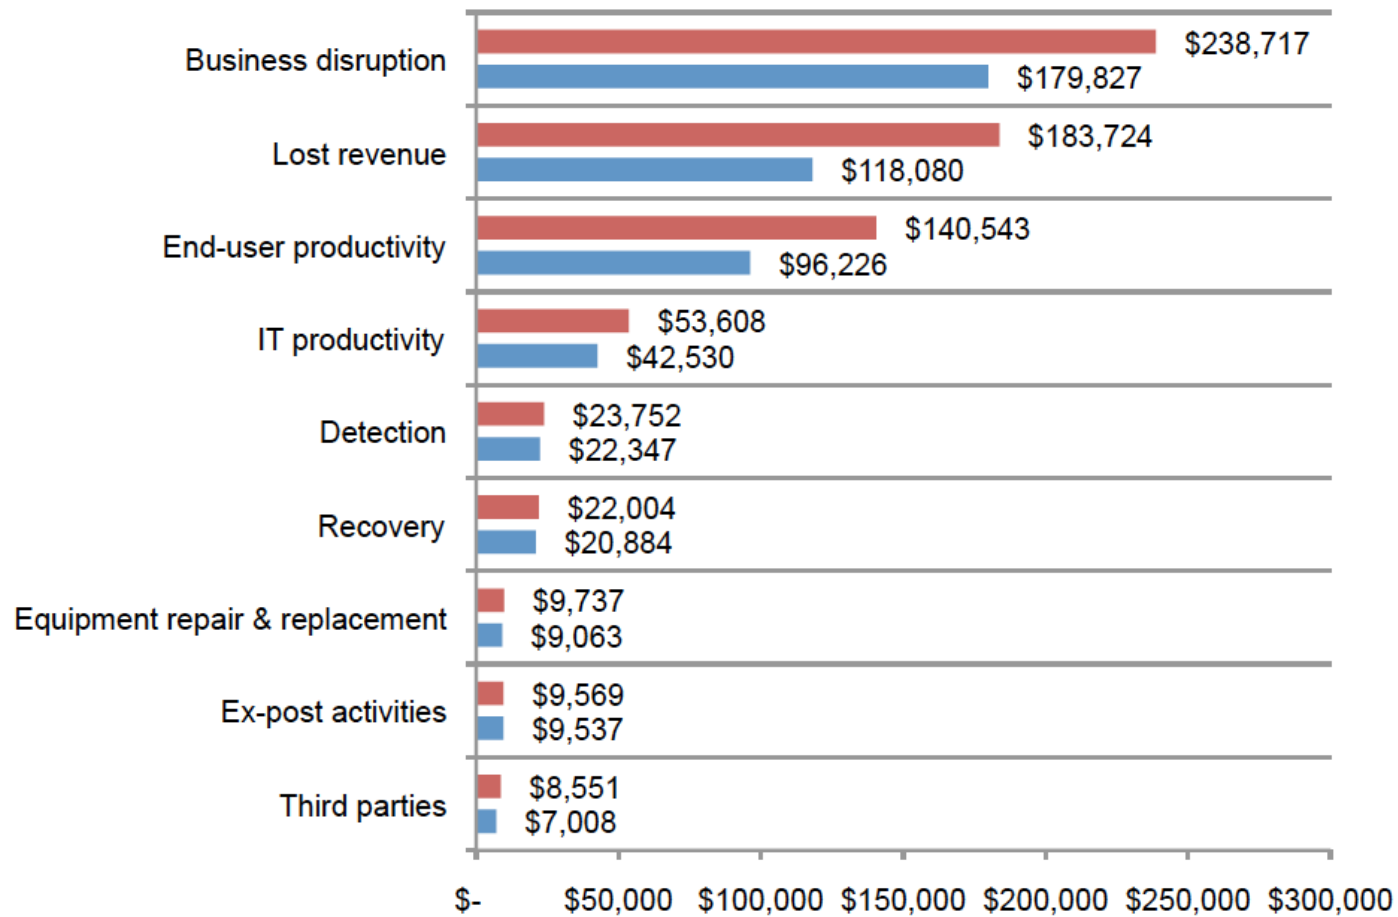 Business disruption
$238,717
$179,827
Lost revenue
$183,724
$118,080
End-user productivity
$140,543
$96,226
IT productivity
$53,608
$42,530
Detection
$23,752
$22,347
Recovery
$22,004
$20,884
Equipment repair & replacement
$9,737
$9,063
Ex-post activities
$9,569
$9,537
Third parties
$8,551
$7,008
$- $50,000 $100,000 $150,000 $200,000 $250,000 $300,000